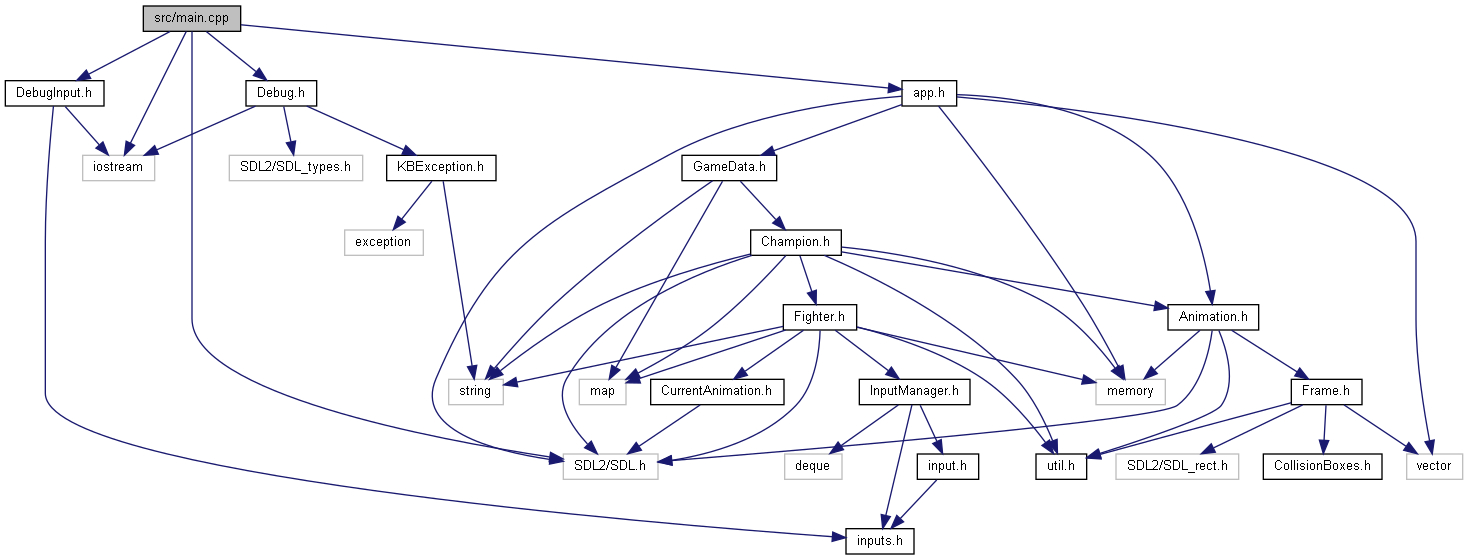 src/main.cpp
DebugInput.h
Debug.h
app.h
iostream
SDL2/SDL_types.h
KBException.h
GameData.h
exception
Champion.h
Fighter.h
Animation.h
string
map
CurrentAnimation.h
InputManager.h
memory
Frame.h
SDL2/SDL.h
deque
input.h
util.h
SDL2/SDL_rect.h
CollisionBoxes.h
vector
inputs.h